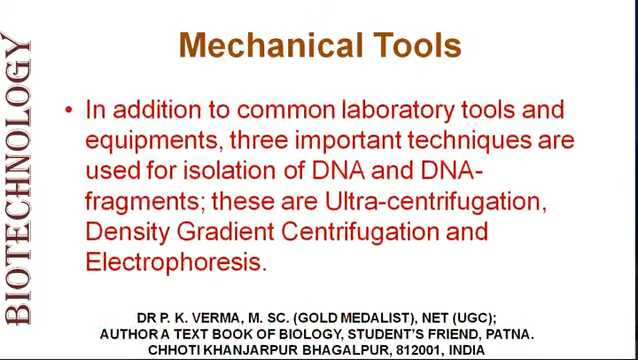 BIOTECHNOLOGY
Mechanical Tools
• In addition to common laboratory tools and
equipments, three important techniques are
used for isolation of DNA and DNA-
fragments; these are Ultra-centrifugation,
Density Gradient Centrifugation and
Electrophoresis.
DR P. K. VERMA, M. SC. (GOLD MEDALIST), NET (UGC);
AUTHOR A TEXT BOOK OF BIOLOGY, STUDENT'S FRIEND, PATNA.
CHHOTI KHANJARPUR BHAGALPUR, 812001, INDIA